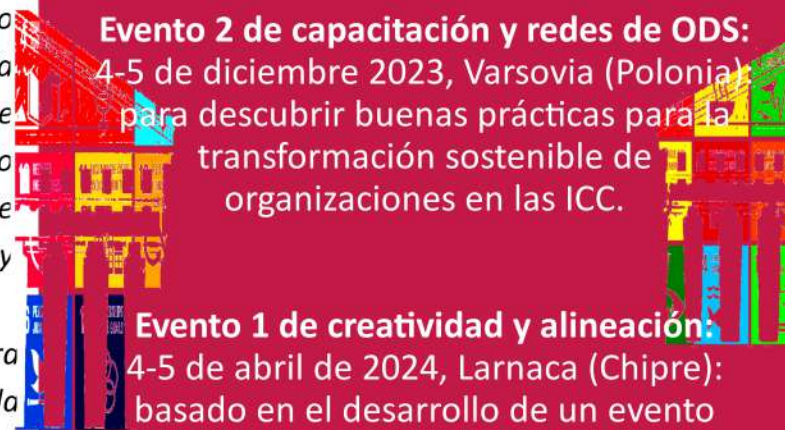 Evento 2 de capacitación y redes de ODS:
4-5 de diciembre 2023, Varsovia (Polonia):
para descubrir buenas prácticas para la
transformación sostenible de
organizaciones en las ICC.
Evento 1 de creatividad y alineación:
4-5 de abril de 2024, Larnaca (Chipre):
basado en el desarrollo de un evento